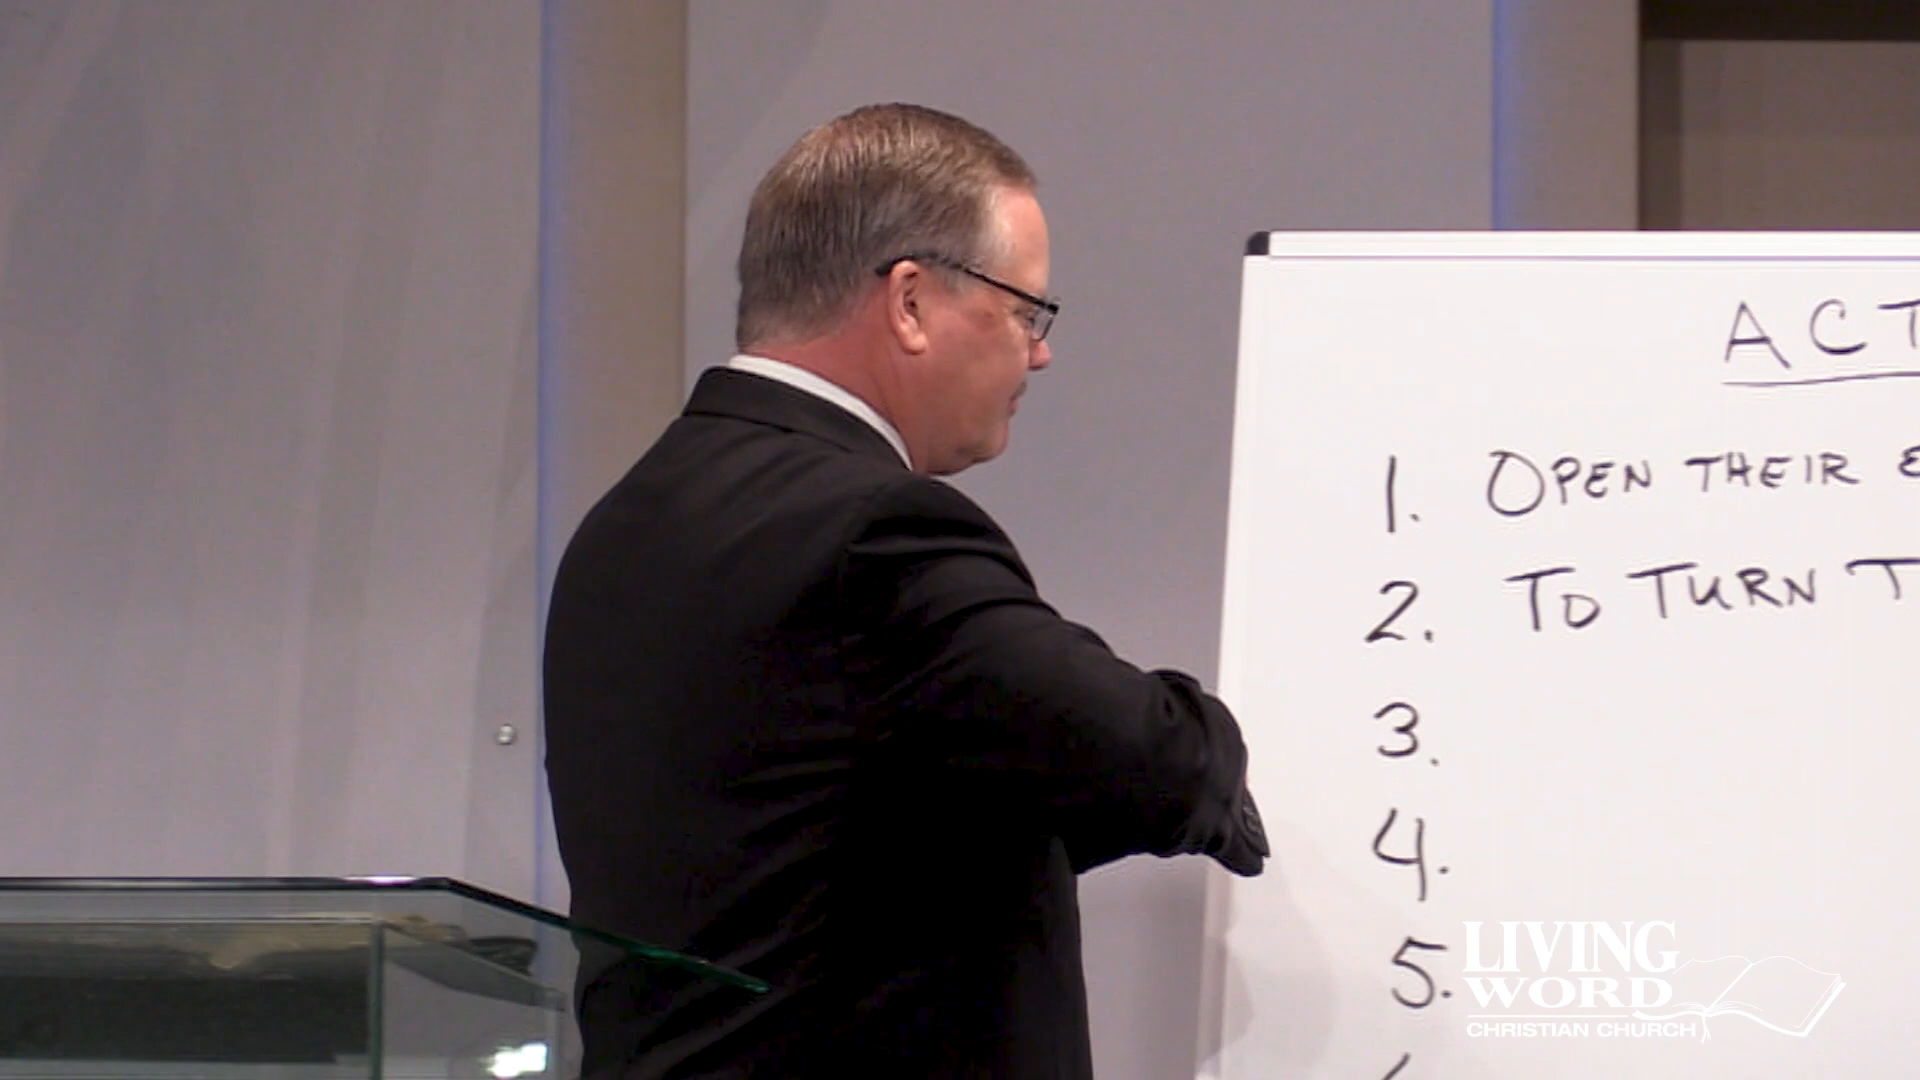 ACT
1. OPEN THEIR E
2. TO TURN T
3.
4.
5.
LIVING
WORD
CHRISTIAN CHURCH